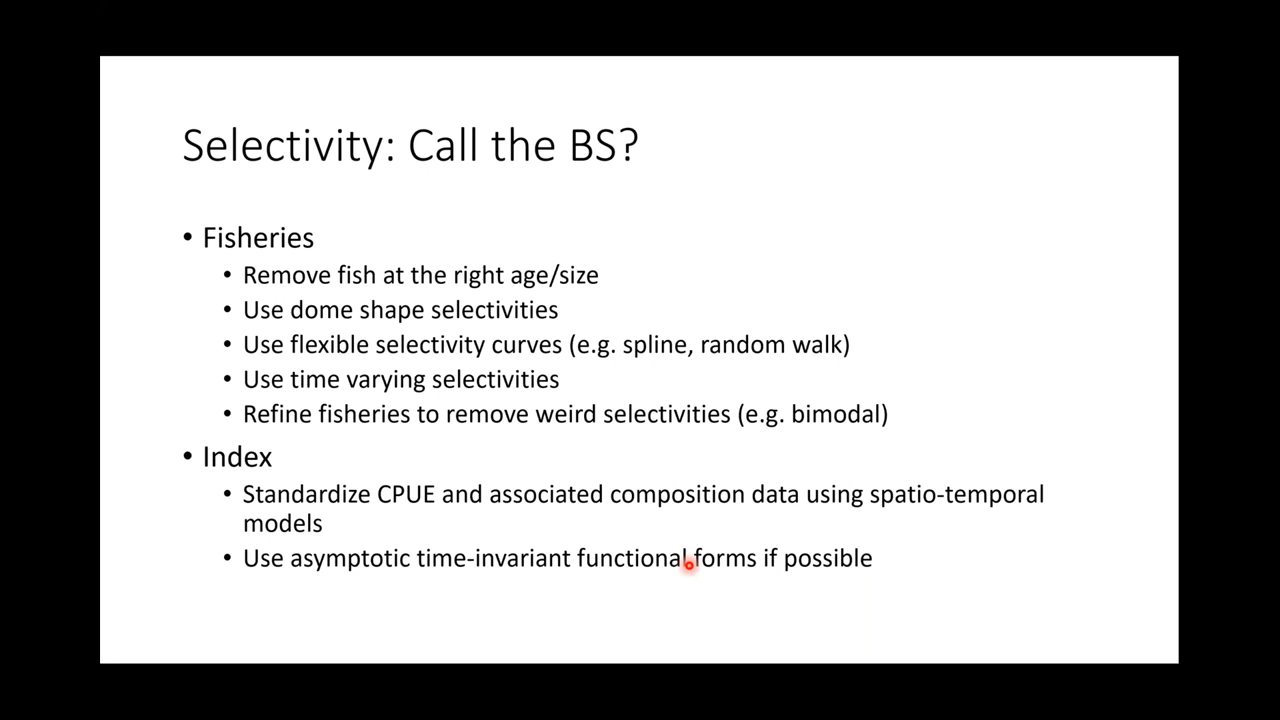 Selectivity: Call the BS?
• Fisheries
• Remove fish at the right age/size
• Use dome shape selectivities
• Use flexible selectivity curves (e.g. spline, random walk)
• Use time varying selectivities
• Refine fisheries to remove weird selectivities (e.g. bimodal)
• Index
• Standardize CPUE and associated composition data using spatio-temporal
models
• Use asymptotic time-invariant functional forms if possible